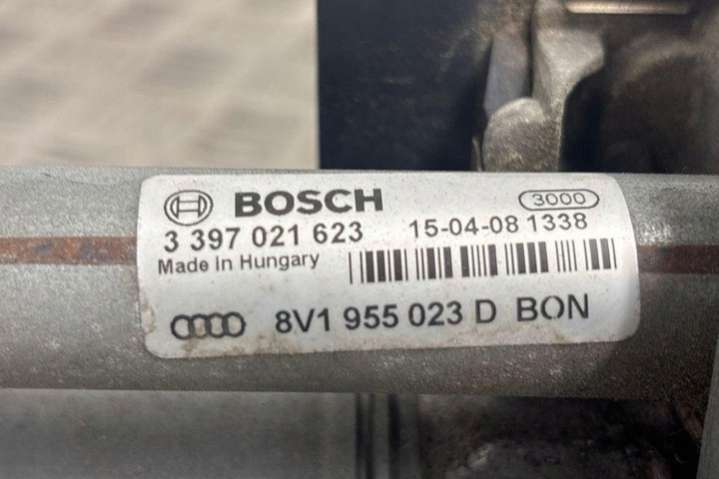 BOSCH 3000
3 397 021 623 15-04-08 1338
Made in Hungary
8V1 955 023 D BON